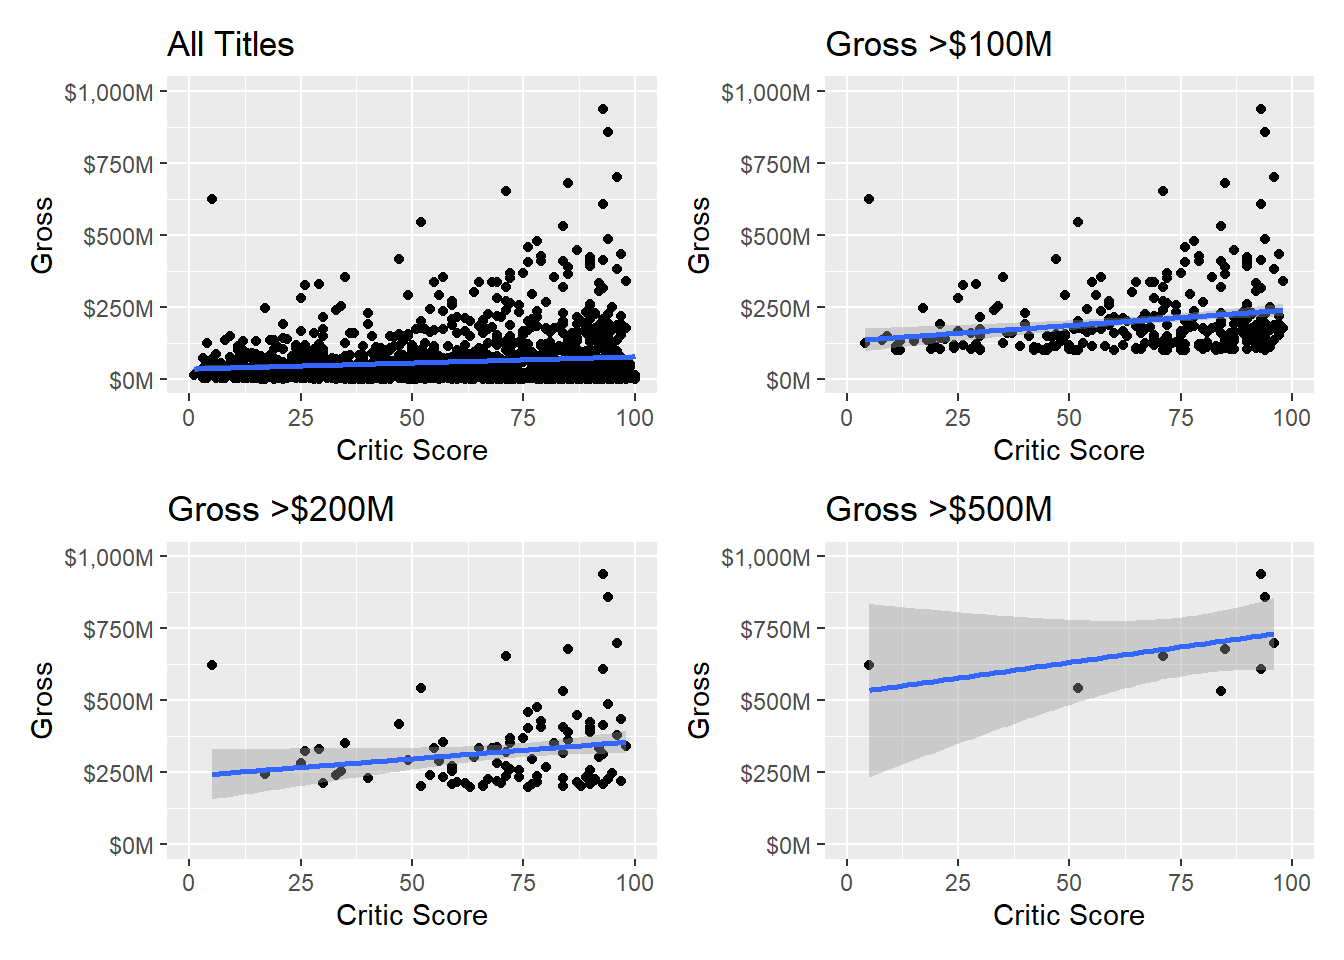 All Titles
$1,000M
$750M
$500M
$250M
$0M
Gross
0 25 50 75 100
Critic Score
Gross >$100M
$1,000M
$750M
$500M
$250M
$0M
Gross
0 25 50 75 100
Critic Score
Gross >$200M
$1,000M
$750M
$500M
$250M
$0M
Gross
0 25 50 75 100
Critic Score
Gross >$500M
$1,000M
$750M
$500M
$250M
$0M
Gross
0 25 50 75 100
Critic Score